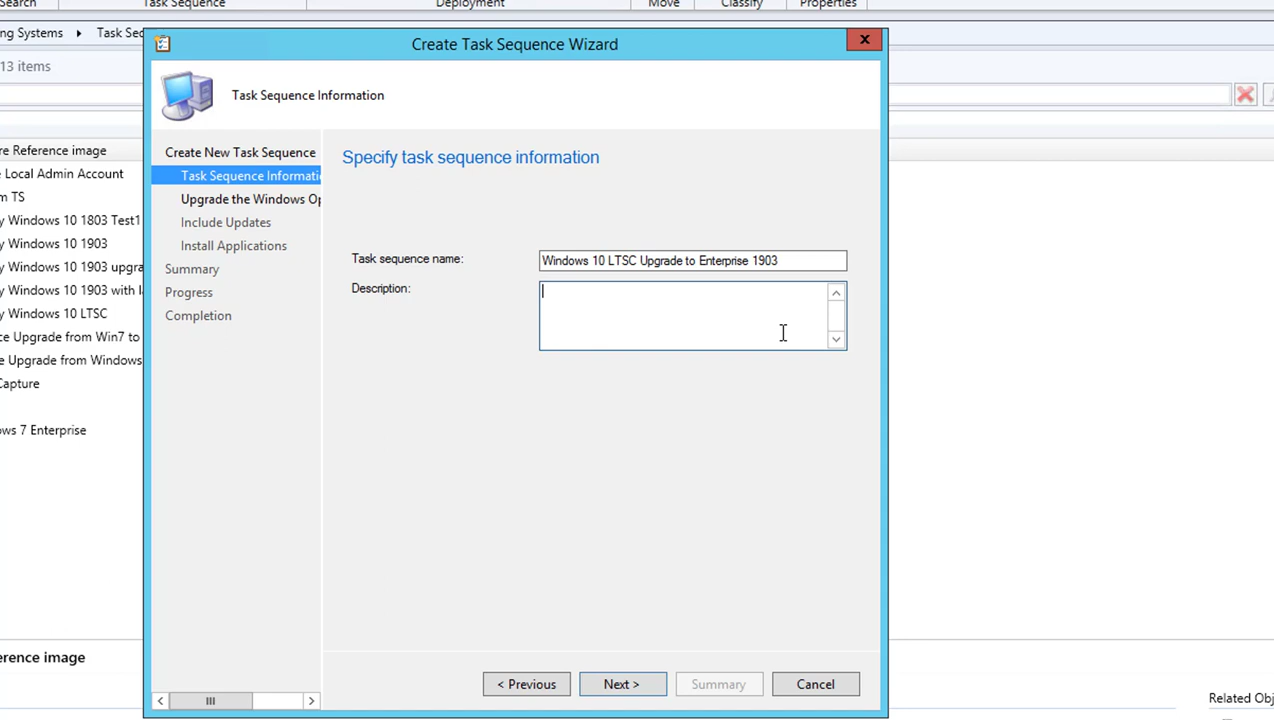 Search
Task Sequence
Deployment
Move
Classify
Properties
ng Systems
Task Seq
13 items
Create Task Sequence Wizard
Task Sequence Information
re Reference image
e Local Admin Account
m TS
y Windows 10 1803 Test1
y Windows 10 1903
y Windows 10 1903 upgra
y Windows 10 1903 with la
y Windows 10 LTSC
ce Upgrade from Win7 to
e Upgrade from Windows
Capture
ows 7 Enterprise
Create New Task Sequence
Task Sequence Informati
Upgrade the Windows Op
Include Updates
Install Applications
Summary
Progress
Completion
Specify task sequence information
Task sequence name:
Windows 10 LTSC Upgrade to Enterprise 1903
Description:
erence image
< Previous
Next >
Summary
Cancel
Related Obj